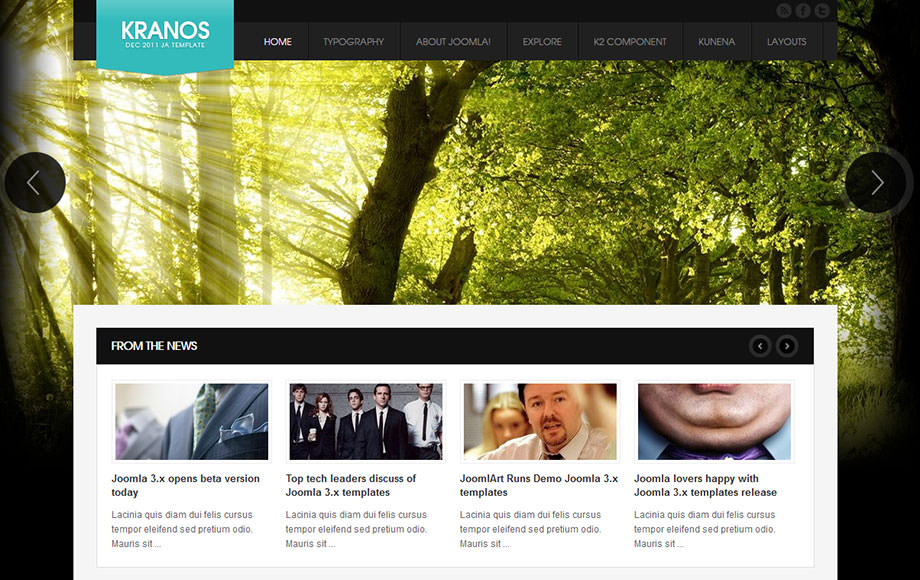 KRANOS
DEC 2011 JA TEMPLATE
HOME
TYPOGRAPHY
ABOUT JOOMLA!
EXPLORE
K2 COMPONENT
KUNENA
LAYOUTS
FROM THE NEWS
Joomla 3.x opens beta version
today
Lacinia quis diam dui felis cursus
tempor eleifend sed pretium odio.
Mauris sit ...
Top tech leaders discuss of
Joomla 3.x templates
Lacinia quis diam dui felis cursus
tempor eleifend sed pretium odio.
Mauris sit ...
JoomlArt Runs Demo Joomla 3.x
templates
Lacinia quis diam dui felis cursus
tempor eleifend sed pretium odio.
Mauris sit ...
Joomla lovers happy with
Joomla 3.x templates release
Lacinia quis diam dui felis cursus
tempor eleifend sed pretium odio.
Mauris sit ...